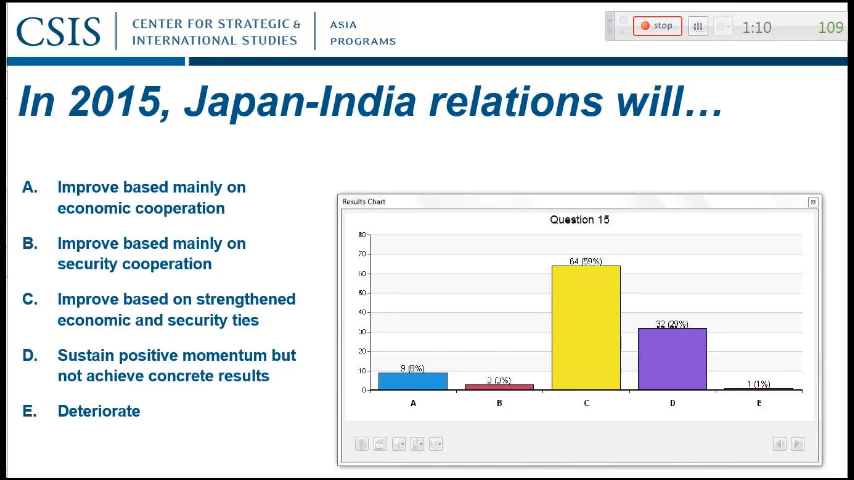 CSIS
CENTER FOR STRATEGIC &
INTERNATIONAL STUDIES
ASIA
PROGRAMS
stop
1:10
109
In 2015, Japan-India relations will…
A. Improve based mainly on
economic cooperation
B. Improve based mainly on
security cooperation
C. Improve based on strengthened
economic and security ties
D. Sustain positive momentum but
not achieve concrete results
E. Deteriorate
Results Chart
Question 15
80
70
60
50
40
30
20
10
0
9 (8%)
3 (3%)
64 (59%)
32 (29%)
1 (1%)
A
B
C
D
E